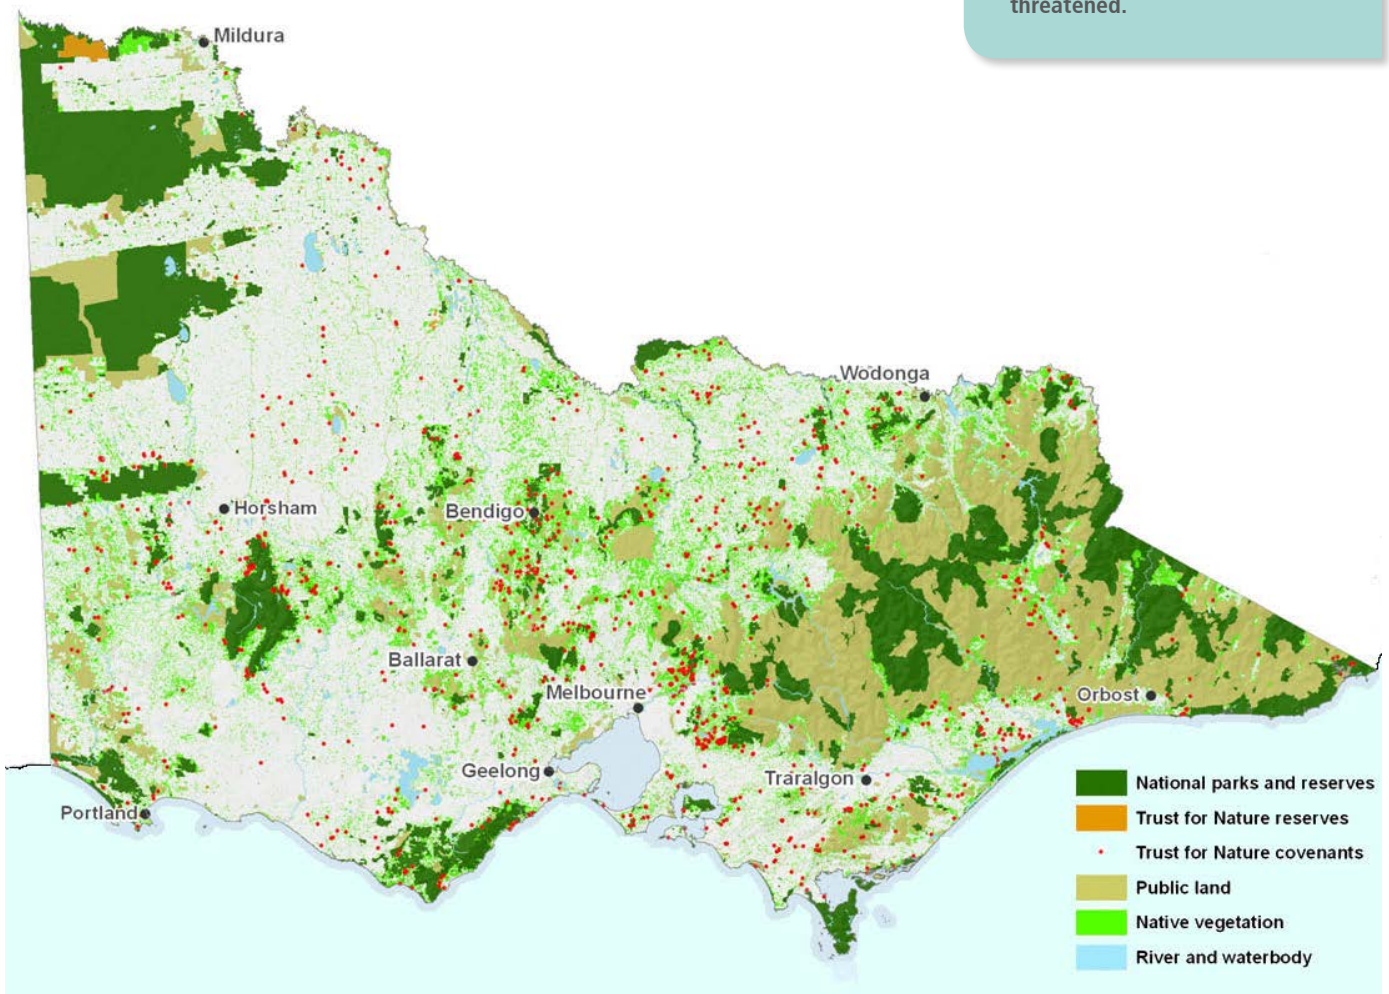 threatened.
Mildura
Wodonga
Horsham
Bendigo
Ballarat
Melbourne
Orbost
Geelong
Traralgon
Portland
National parks and reserves
Trust for Nature reserves
Trust for Nature covenants
Public land
Native vegetation
River and waterbody